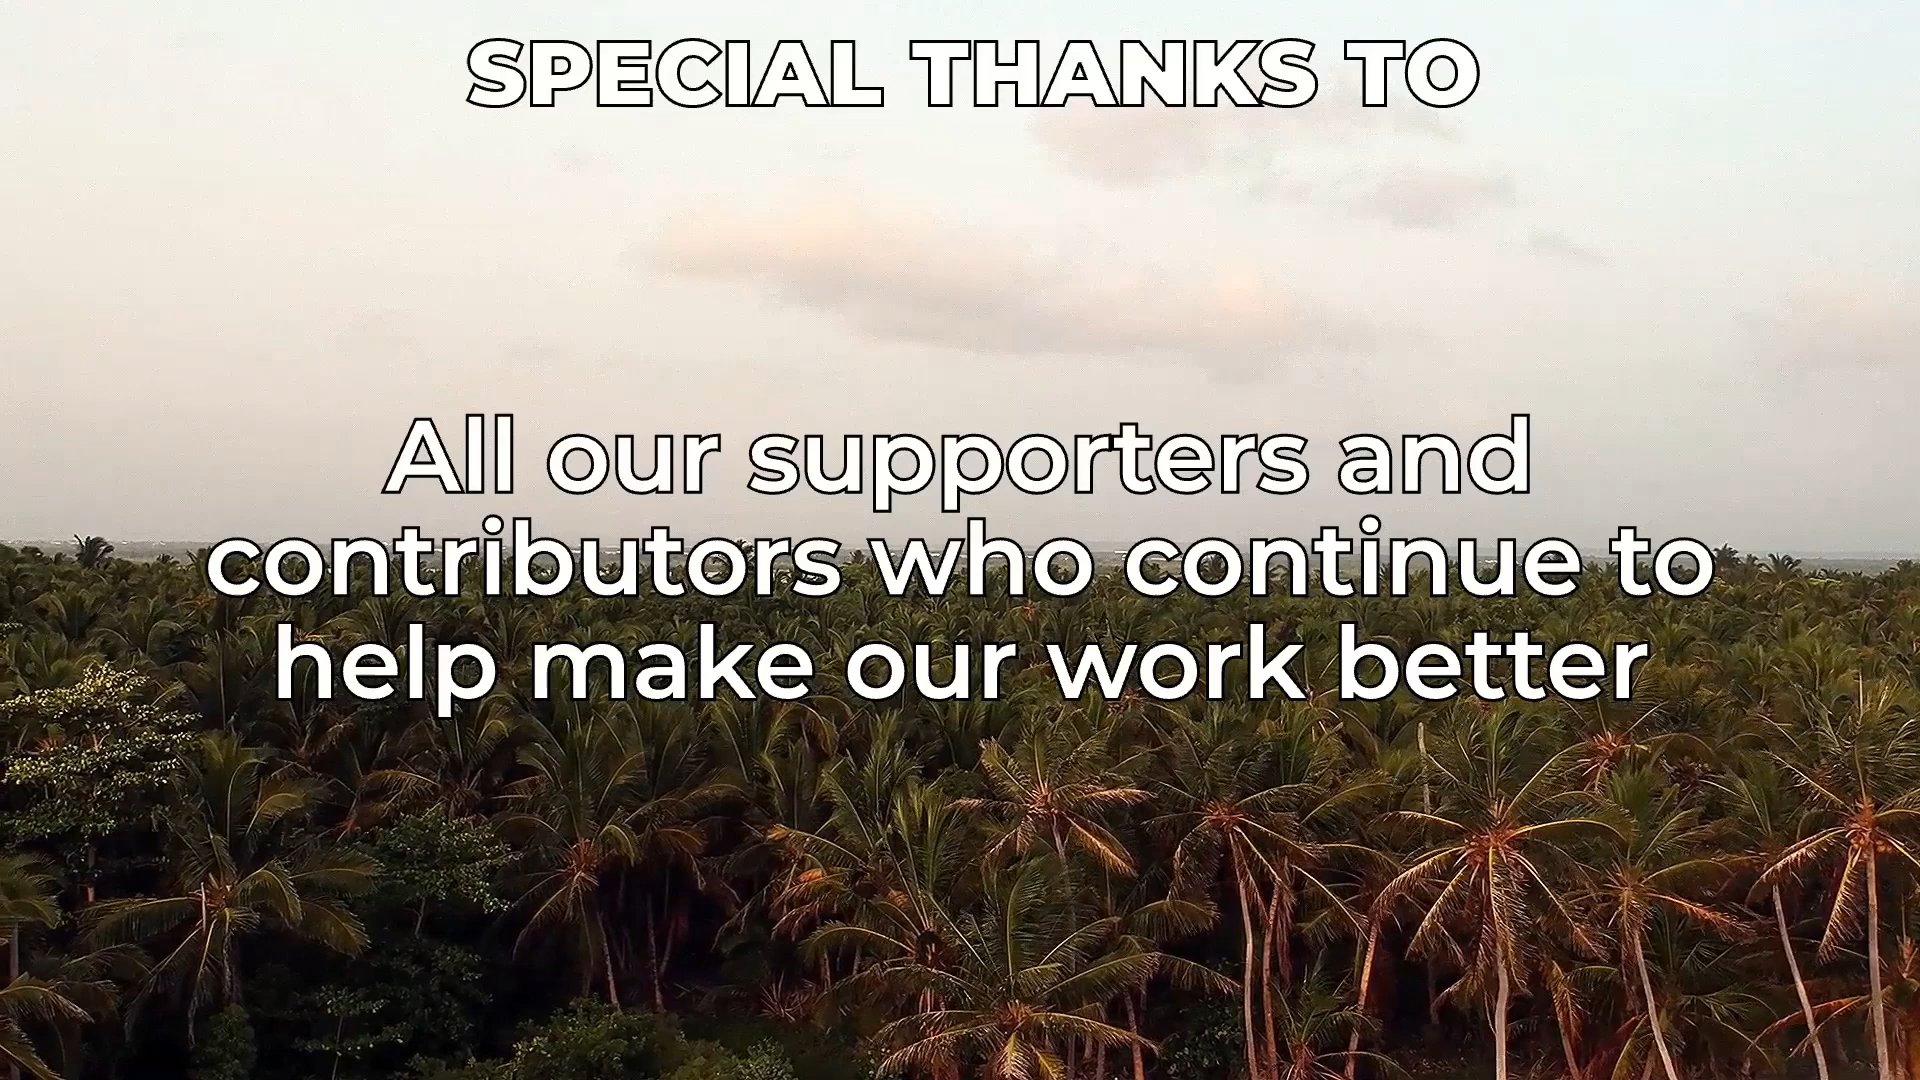 SPECIAL THANKS TO
All our supporters and
contributors who continue to
help make our work better